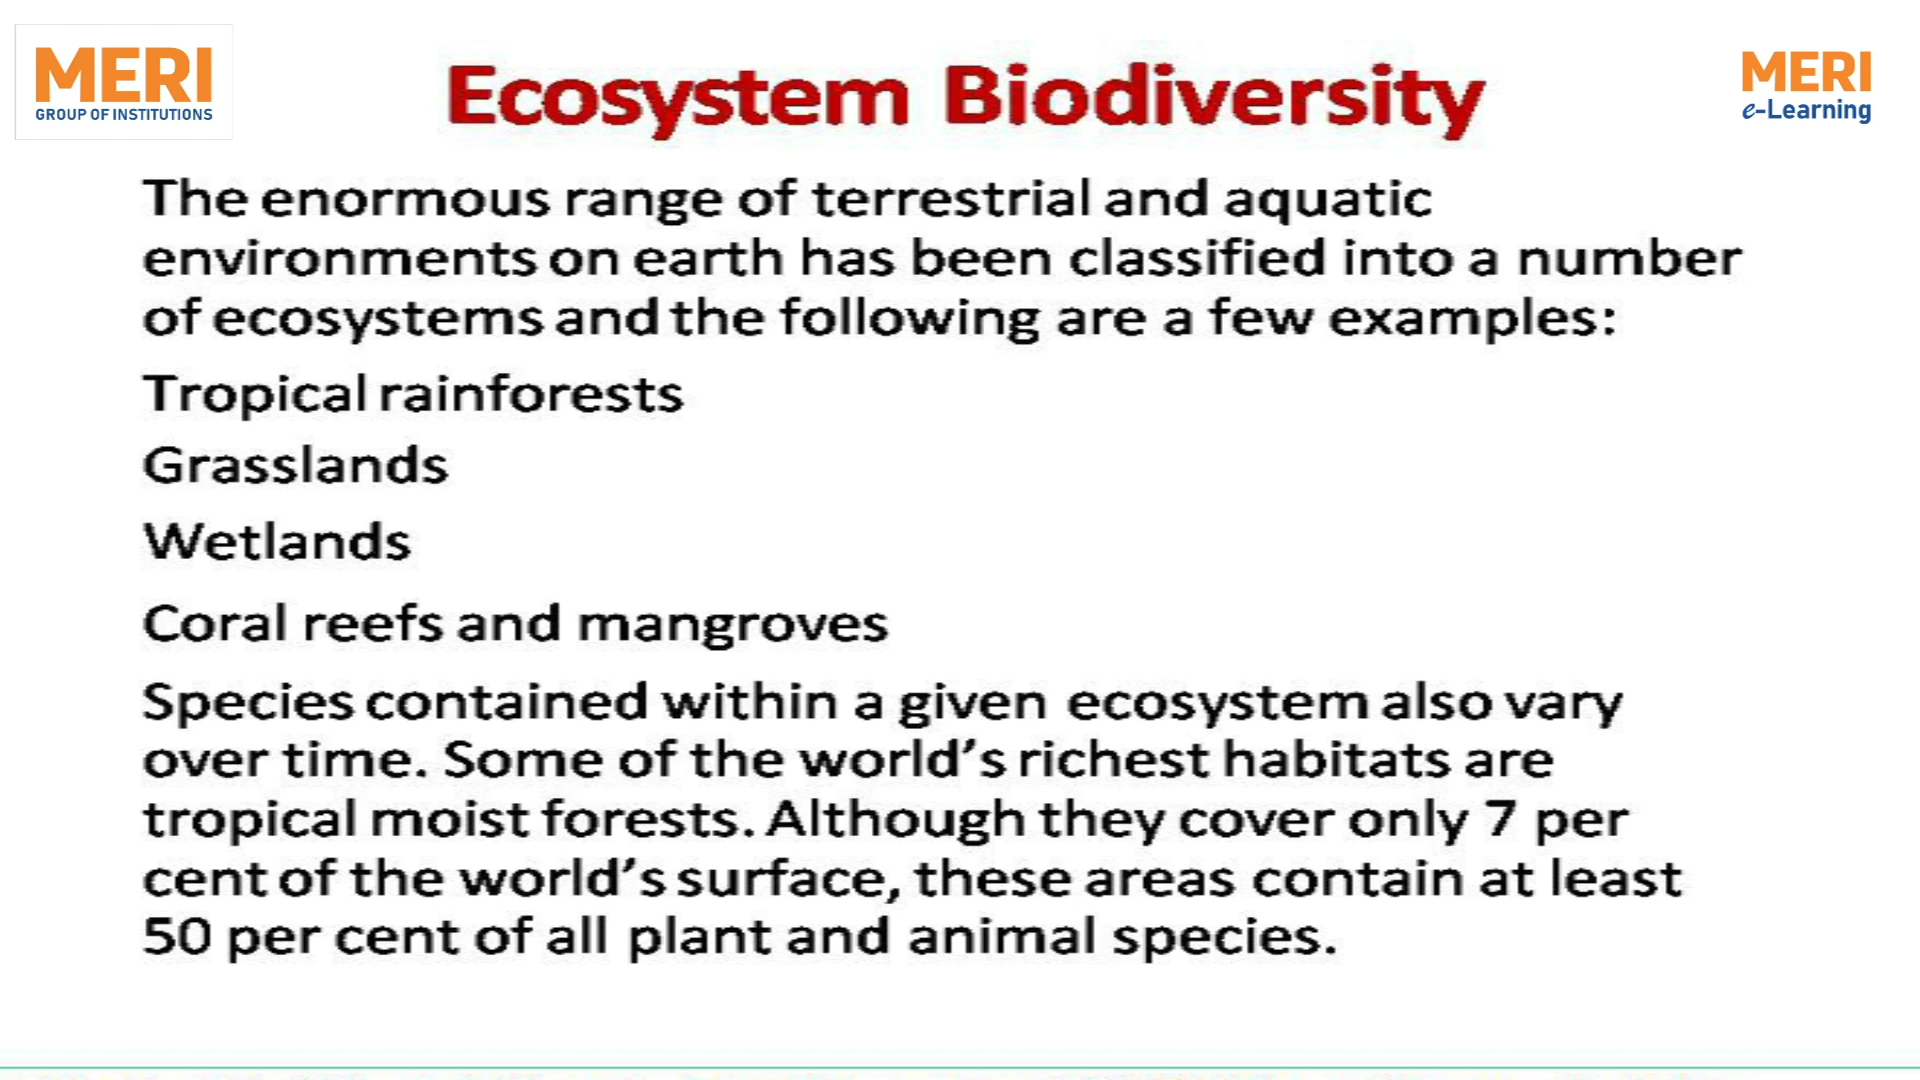 MERI
GROUP OF INSTITUTIONS
Ecosystem Biodiversity
MERI
e-Learning
The enormous range of terrestrial and aquatic
environments on earth has been classified into a number
of ecosystems and the following are a few examples:
Tropical rainforests
Grasslands
Wetlands
Coral reefs and mangroves
Species contained within a given ecosystem also vary
over time. Some of the world's richest habitats are
tropical moist forests. Although they cover only 7 per
cent of the world's surface, these areas contain at least
50 per cent of all plant and animal species.